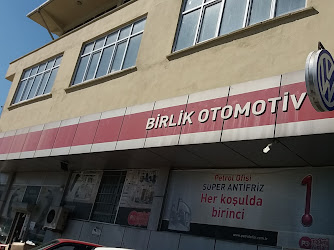 BİRLİK OTOMOTİV
Petrol Ofisi
SÜPER ANTİFRİZ
Her koşulda
birinci